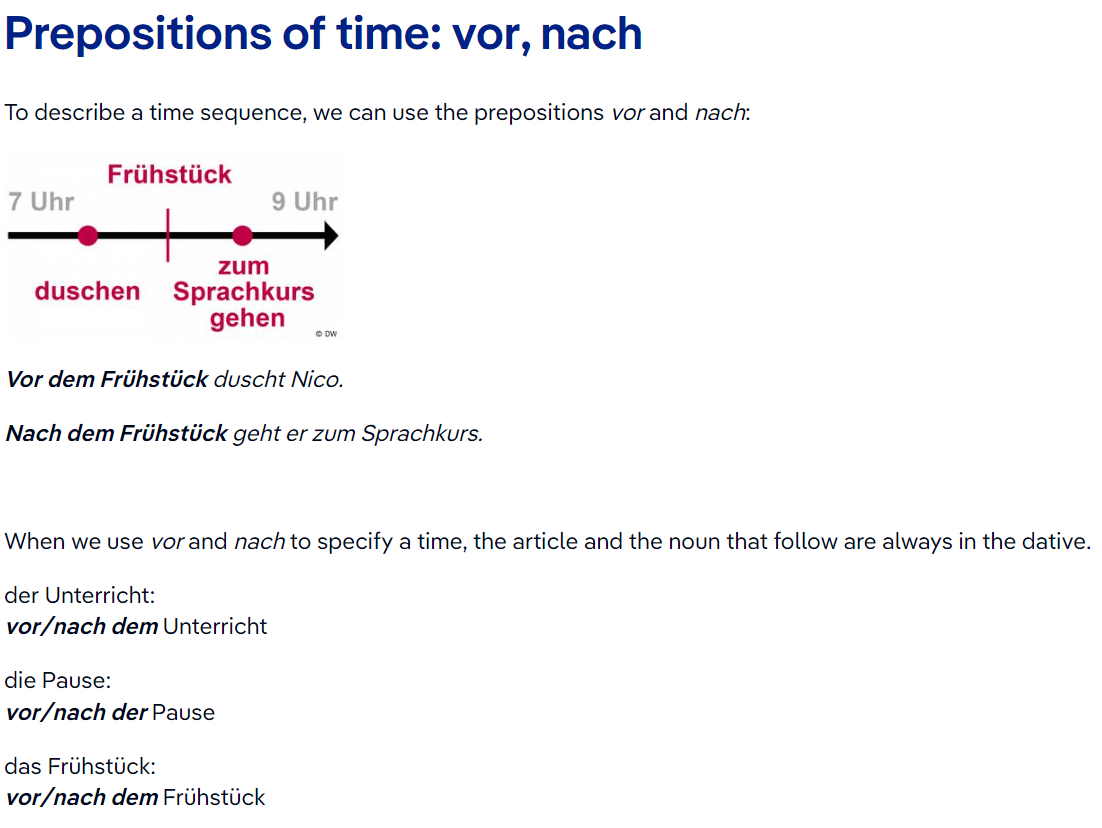 Prepositions of time: vor, nach
To describe a time sequence, we can use the prepositions vor and nach:
Frühstück
7 Uhr
9 Uhr
duschen
zum
Sprachkurs
gehen
© DW
Vor dem Frühstück duscht Nico.
Nach dem Frühstück geht er zum Sprachkurs.
When we use vor and nach to specify a time, the article and the noun that follow are always in the dative.
der Unterricht:
vor/nach dem Unterricht
die Pause:
vor/nach der Pause
das Frühstück:
vor/nach dem Frühstück